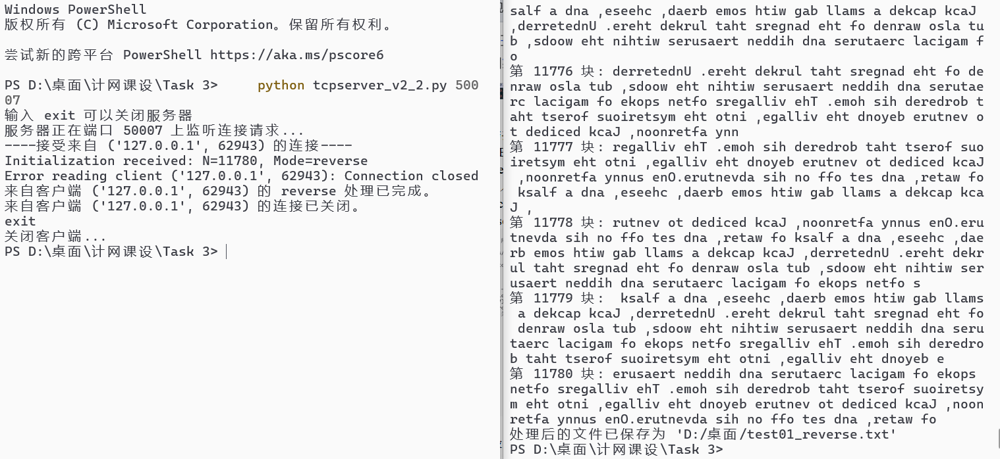 Windows PowerShell
版权所有 (C) Microsoft Corporation。保留所有权利。
尝试新的跨平台 PowerShell https://aka.ms/pscore6
PS D:\桌面\计网课设\Task 3>     python tcpserver_v2_2.py 500
07
输入 exit 可以关闭服务器
服务器正在端口 50007 上监听连接请求...
----接受来自 ('127.0.0.1', 62943) 的连接----
Initialization received: N=11780, Mode=reverse
Error reading client ('127.0.0.1', 62943): Connection closed
来自客户端 ('127.0.0.1', 62943) 的 reverse 处理已完成。
来自客户端 ('127.0.0.1', 62943) 的连接已关闭。
exit
关闭客户端...
PS D:\桌面\计网课设\Task 3>
salf a dna ,eseehc ,daerb emos htiw gab llams a dekcap kcaJ
,derretednU .ereht dekrul taht sregnad eht fo denraw osla tu
b ,sdoow eht nihtiw serusaert neddih dna serutaerc lacigam f
o
第 11776 块: derretednU .ereht dekrul taht sregnad eht fo de
nraw osla tub ,sdoow eht nihtiw serusaert neddih dna serutae
rc lacigam fo ekops netfo sregalliv ehT .emoh sih deredrob t
aht tserof suoiretsym eht otni ,egalliv eht dnoyeb erutnev o
t dediced kcaJ ,noonretfa ynn
第 11777 块: regalliv ehT .emoh sih deredrob taht tserof suo
iretsym eht otni ,egalliv eht dnoyeb erutnev ot dediced kcaJ
 ,noonretfa ynnus enO.erutnevda sih no ffo tes dna ,retaw fo
 ksalf a dna ,eseehc ,daerb emos htiw gab llams a dekcap kca
J ,
第 11778 块: rutnev ot dediced kcaJ ,noonretfa ynnus enO.eru
tnevda sih no ffo tes dna ,retaw fo ksalf a dna ,eseehc ,dae
rb emos htiw gab llams a dekcap kcaJ ,derretednU .ereht dekr
ul taht sregnad eht fo denraw osla tub ,sdoow eht nihtiw ser
usaert neddih dna serutaerc lacigam fo ekops netfo s
第 11779 块:  ksalf a dna ,eseehc ,daerb emos htiw gab llams
 a dekcap kcaJ ,derretednU .ereht dekrul taht sregnad eht fo
 denraw osla tub ,sdoow eht nihtiw serusaert neddih dna seru
taerc lacigam fo ekops netfo sregalliv ehT .emoh sih deredro
b taht tserof suoiretsym eht otni ,egalliv eht dnoyeb e
第 11780 块: erusaert neddih dna serutaerc lacigam fo ekops
netfo sregalliv ehT .emoh sih deredrob taht tserof suoiretsy
m eht otni ,egalliv eht dnoyeb erutnev ot dediced kcaJ ,noon
retfa ynnus enO.erutnevda sih no ffo tes dna ,retaw fo
处理后的文件已保存为 'D:/桌面/test01_reverse.txt'
PS D:\桌面\计网课设\Task 3>